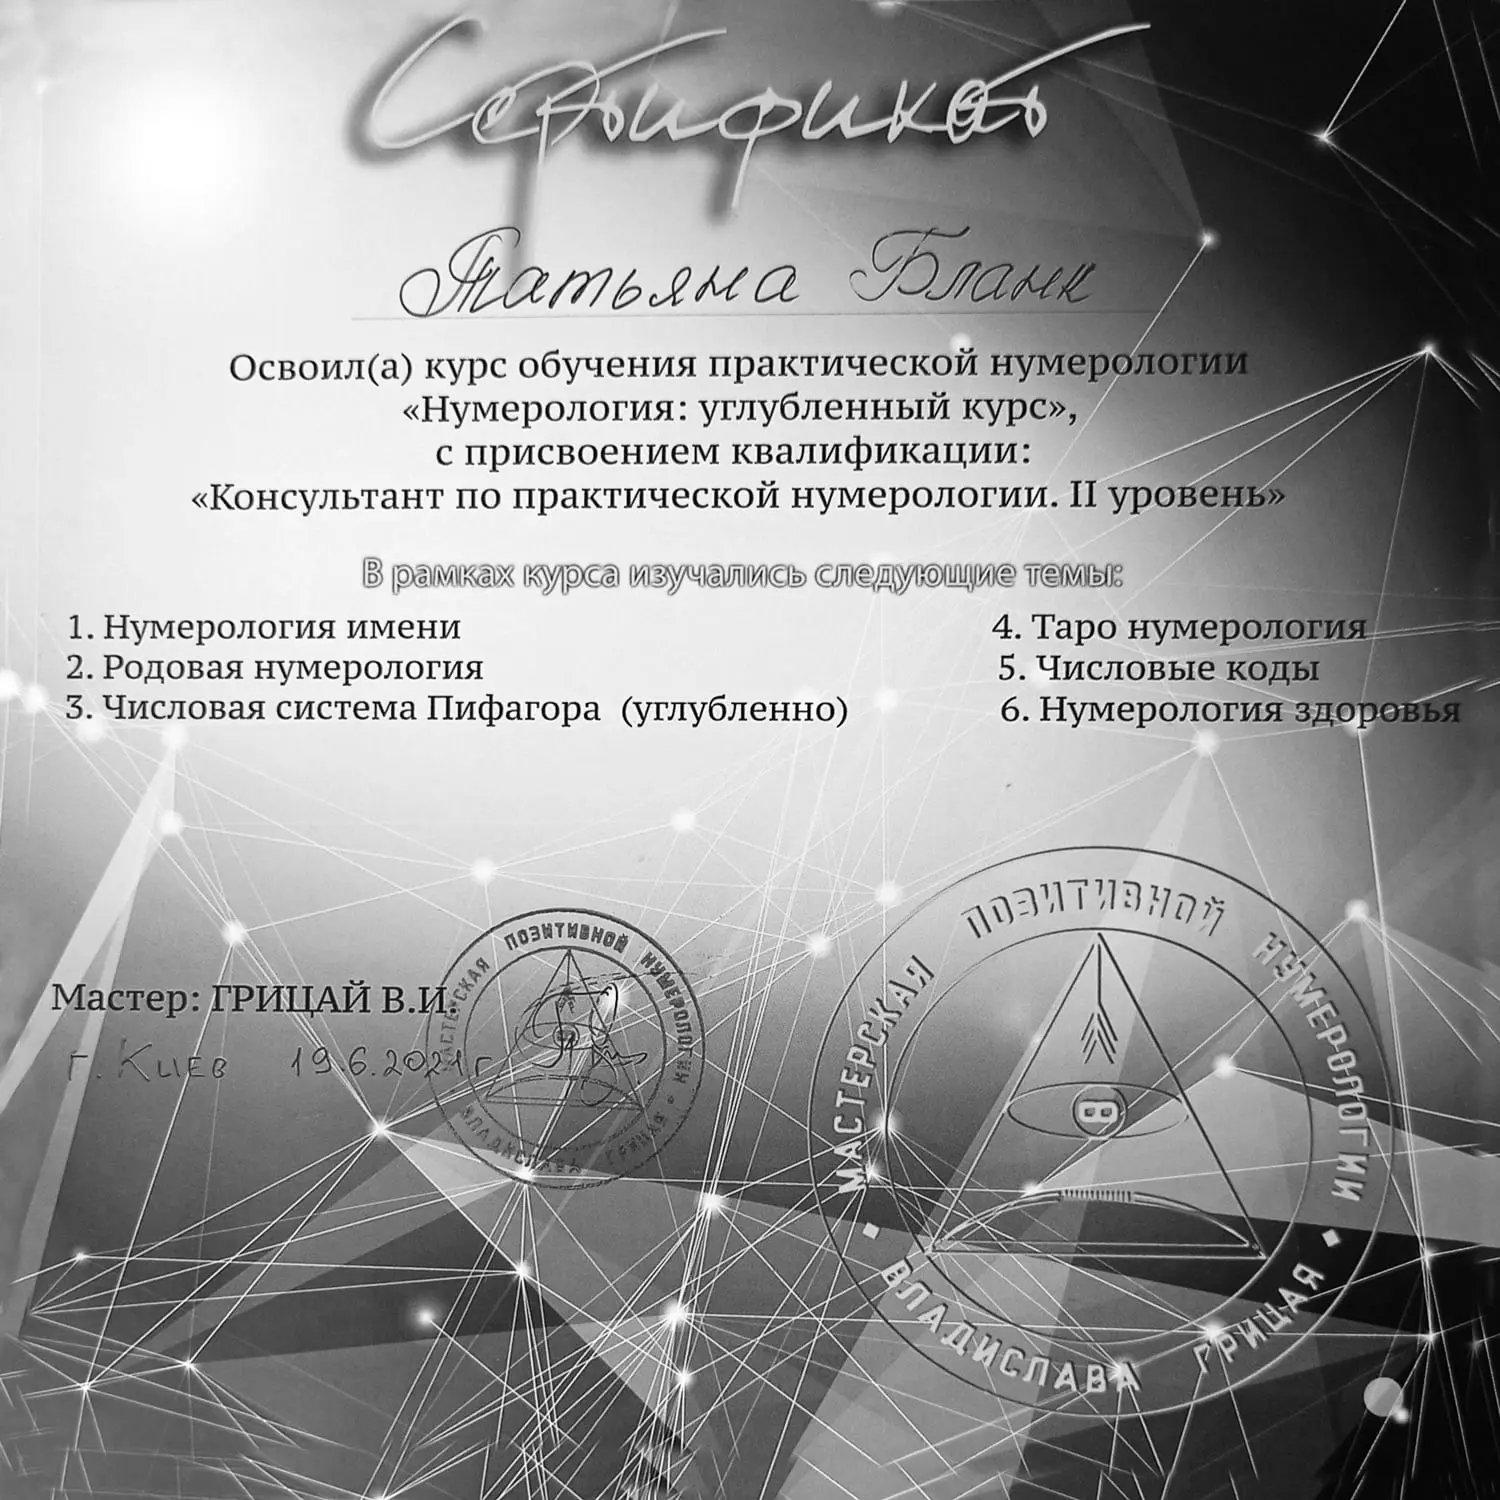 Сертификат
Татьяна Бланк
Освоил(а) курс обучения практической нумерологии
«Нумерология: углубленный курс»,
с присвоением квалификации:
«Консультант по практической нумерологии. II уровень»
В рамках курса изучались следующие темы:
1. Нумерология имени
2. Родовая нумерология
3. Числовая система Пифагора (углубленно)
4. Таро нумерология
5. Числовые коды
6. Нумерология здоровья
Мастер: ГРИЦАЙ В.И.
г. Киев 19.6.2021 г
МАСТЕРСКАЯ ПОЗИТИВНОЙ НУМЕРОЛОГИИ
ВЛАДИСЛАВА ГРИЦАЯ
МАСТЕРСКАЯ ПОЗИТИВНОЙ НУМЕРОЛОГИИ
ВЛАДИСЛАВА ГРИЦАЯ
В